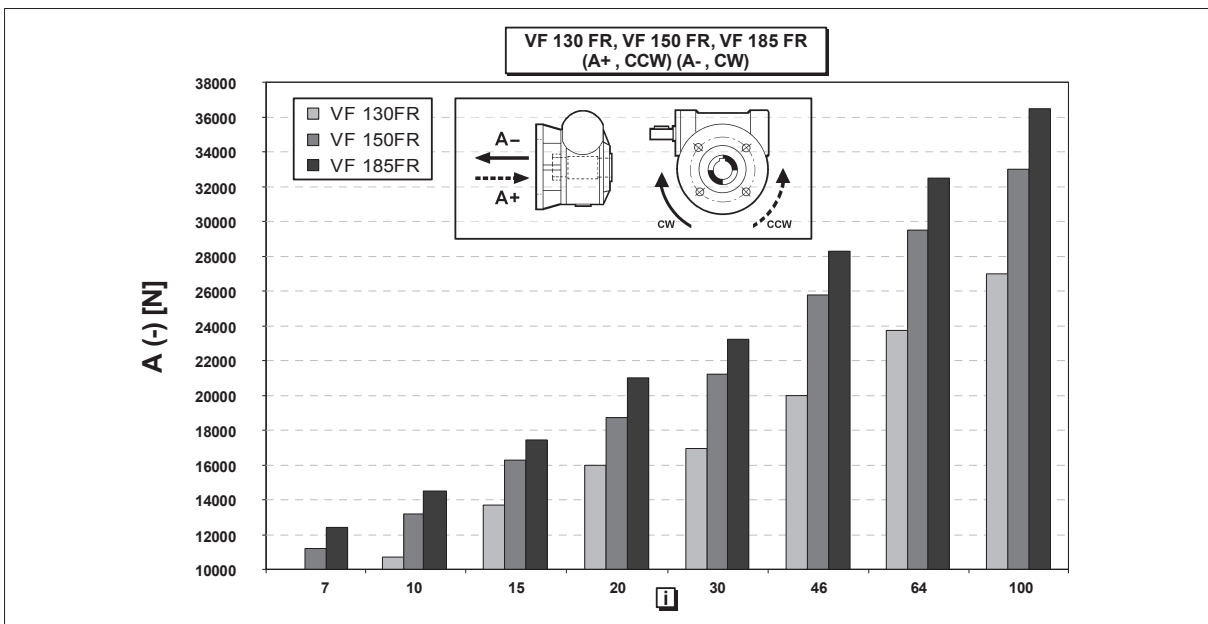 VF 130 FR, VF 150 FR, VF 185 FR
(A+ , CCW) (A- , CW)
38000
36000
34000
32000
30000
28000
26000
24000
22000
20000
18000
16000
14000
12000
10000
A (-) [N]
VF 130FR
VF 150FR
VF 185FR
A–
A+
CW
CCW
7 10 15 20 30 46 64 100
i